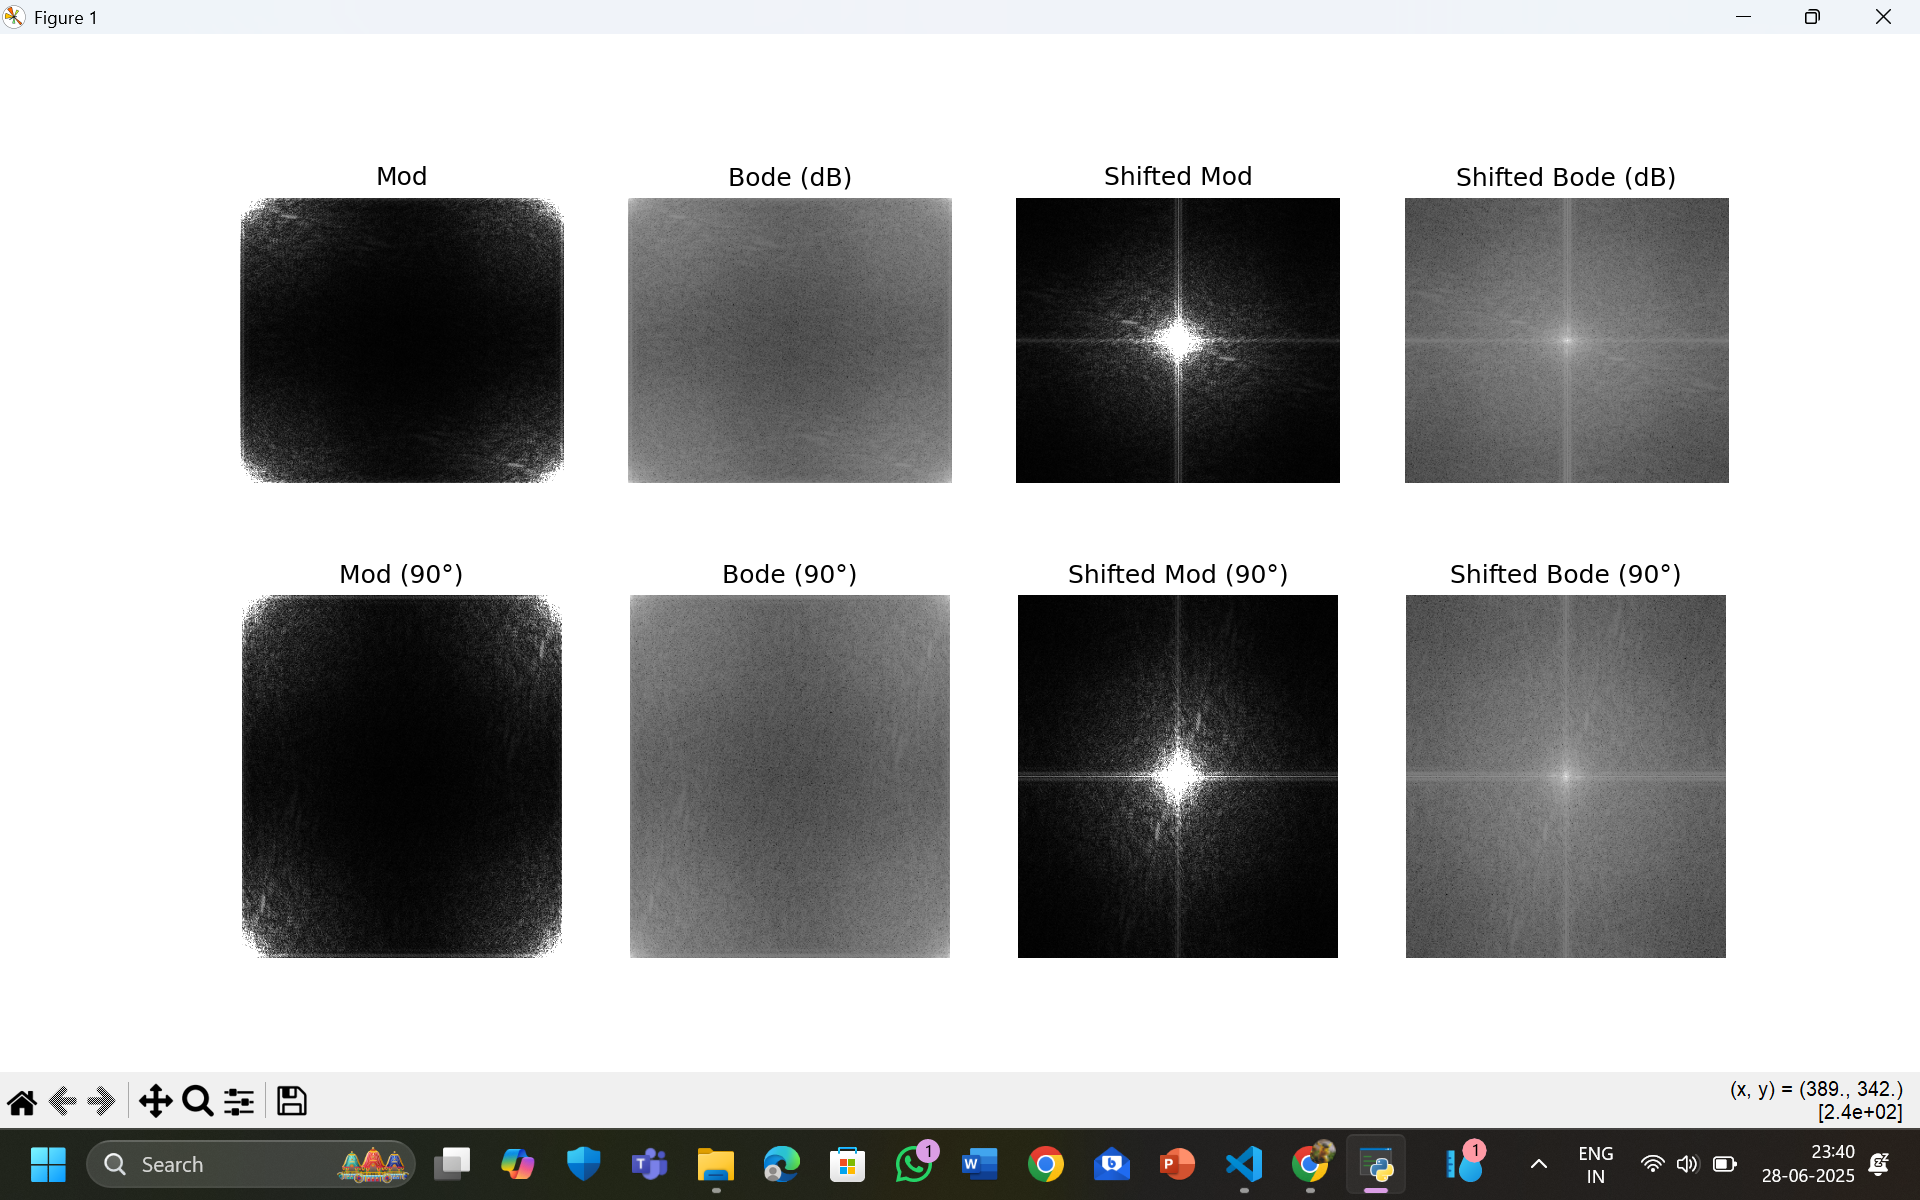 Figure 1
Mod
Bode (dB)
Shifted Mod
Shifted Bode (dB)
Mod (90°)
Bode (90°)
Shifted Mod (90°)
Shifted Bode (90°)
(x, y) = (389., 342.)
[2.4e+02]
Search
T
1
W
b
P
1
ENG
IN
23:40
28-06-2025
zz